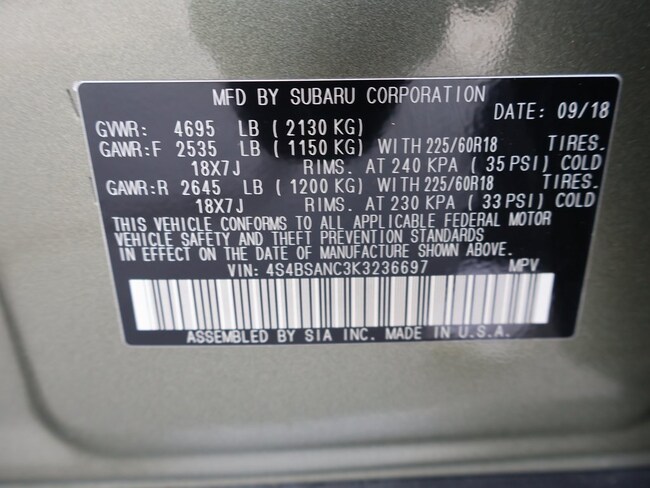 MFD BY SUBARU CORPORATION
DATE: 09/18
GVWR: 4695 LB ( 2130 KG)
GAWR:F 2535 LB ( 1150 KG) WITH 225/60R18 TIRES.
18X7J RIMS. AT 240 KPA ( 35 PSI) COLD
GAWR:R 2645 LB ( 1200 KG) WITH 225/60R18 TIRES.
18X7J RIMS. AT 230 KPA ( 33 PSI) COLD
THIS VEHICLE CONFORMS TO ALL APPLICABLE FEDERAL MOTOR
VEHICLE SAFETY AND THEFT PREVENTION STANDARDS
IN EFFECT ON THE DATE OF MANUFACTURE SHOWN ABOVE.
VIN: 4S4BSANC3K3236697 MPV
ASSEMBLED BY SIA INC. MADE IN U.S.A.